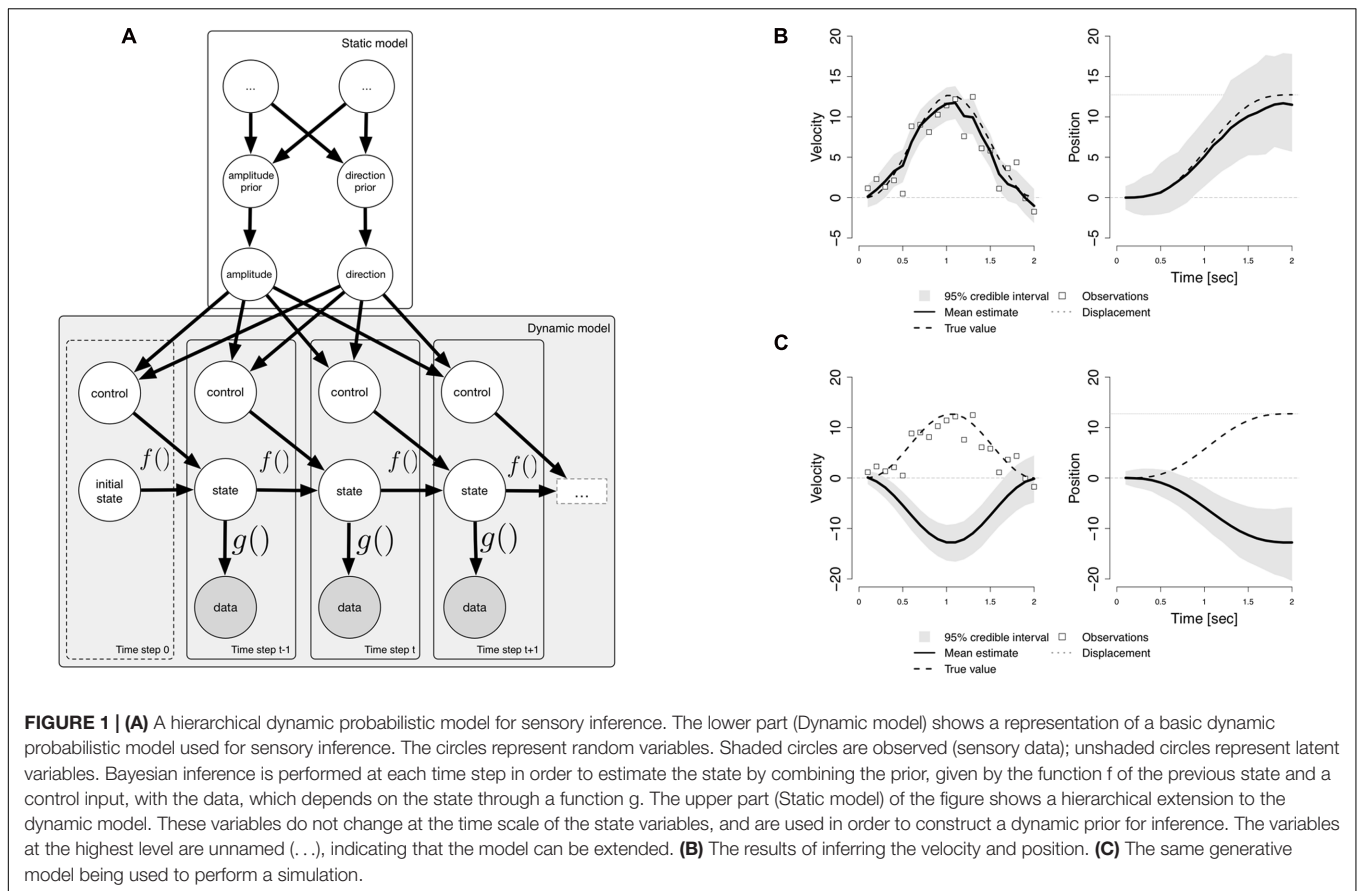 A
Static model
...
...
amplitude
prior
direction
prior
amplitude
direction
Dynamic model
control
control
control
control
f()
f()
f()
f()
initial
state
state
state
state
...
g()
g()
g()
data
data
data
Time step 0
Time step t-1
Time step t
Time step t+1
B
Velocity
20
15
10
5
0
−5
0
0.5
1
1.5
2
Position
20
15
10
5
0
−5
0
0.5
1
1.5
2
Time [sec]
95% credible interval
Observations
Mean estimate
Displacement
True value
C
Velocity
20
10
0
−10
−20
0
0.5
1
1.5
2
Position
20
10
0
−10
−20
0
0.5
1
1.5
2
Time [sec]
95% credible interval
Observations
Mean estimate
Displacement
True value
FIGURE 1 | (A) A hierarchical dynamic probabilistic model for sensory inference. The lower part (Dynamic model) shows a representation of a basic dynamic
probabilistic model used for sensory inference. The circles represent random variables. Shaded circles are observed (sensory data); unshaded circles represent latent
variables. Bayesian inference is performed at each time step in order to estimate the state by combining the prior, given by the function f of the previous state and a
control input, with the data, which depends on the state through a function g. The upper part (Static model) of the figure shows a hierarchical extension to the
dynamic model. These variables do not change at the time scale of the state variables, and are used in order to construct a dynamic prior for inference. The variables
at the highest level are unnamed (...), indicating that the model can be extended. (B) The results of inferring the velocity and position. (C) The same generative
model being used to perform a simulation.